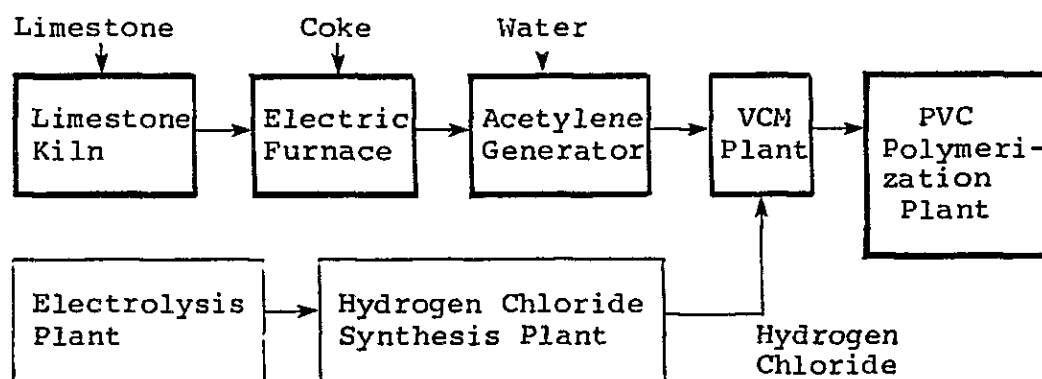 Limestone
Coke
Water
Limestone
Kiln
Electric
Furnace
Acetylene
Generator
VCM
Plant
PVC
Polymeri-
zation
Plant
Electrolysis
Plant
Hydrogen Chloride
Synthesis Plant
Hydrogen
Chloride